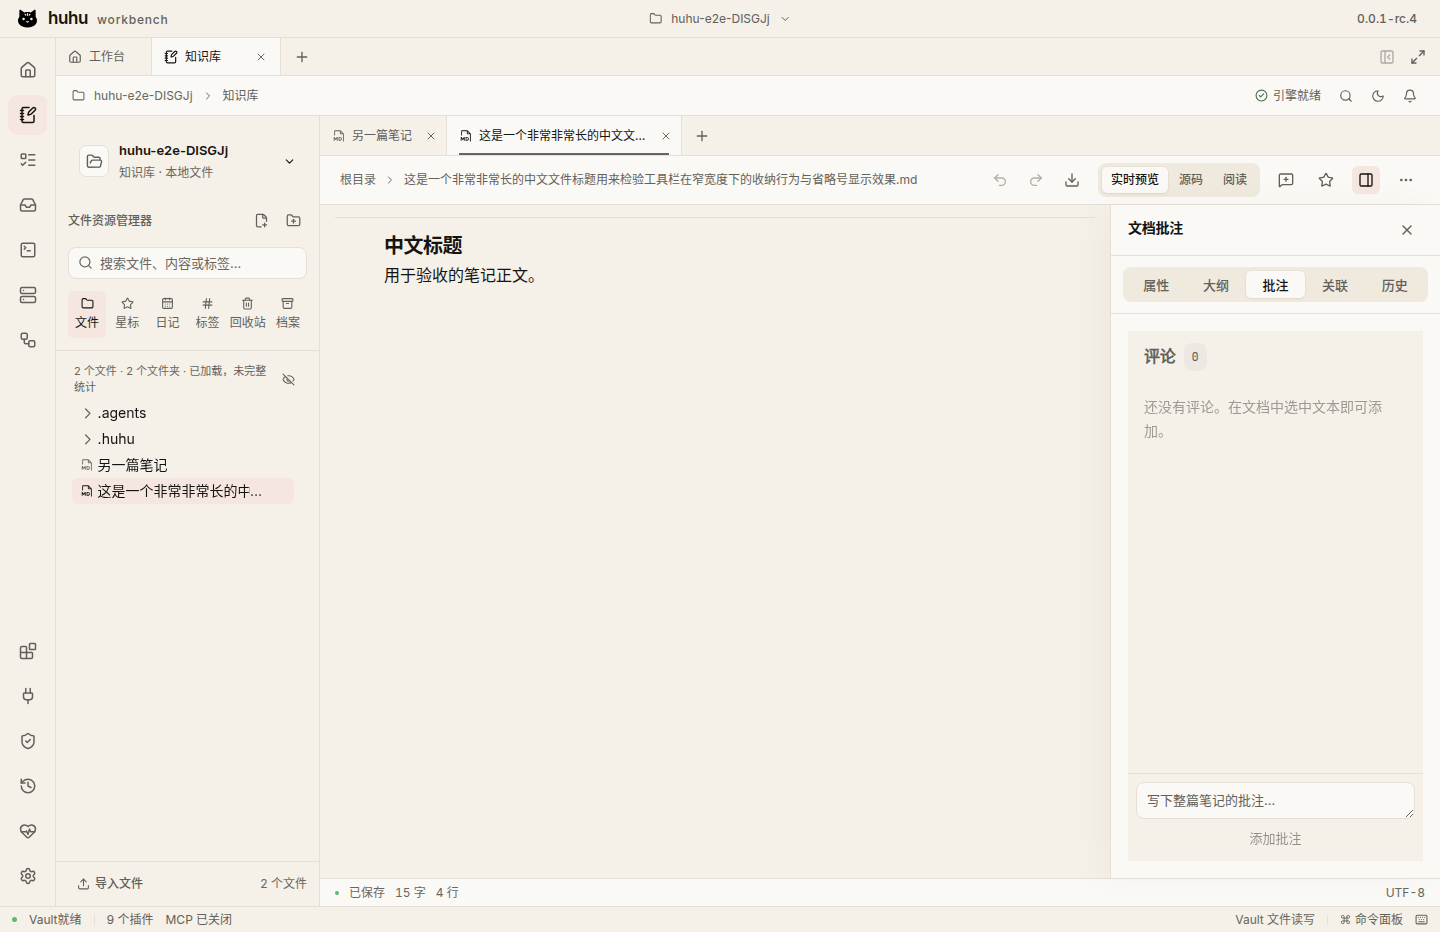 huhu workbench
huhu-e2e-DISGJj
0.0.1-rc.4
工作台
知识库
huhu-e2e-DISGJj
知识库
引擎就绪
huhu-e2e-DISGJj
知识库 · 本地文件
文件资源管理器
搜索文件、内容或标签...
文件
星标
日记
标签
回收站
档案
2 个文件 · 2 个文件夹 · 已加载，未完整
统计
.agents
.huhu
另一篇笔记
这是一个非常非常长的中...
导入文件
2 个文件
另一篇笔记
这是一个非常非常长的中文文...
根目录
这是一个非常非常长的中文文件标题用来检验工具栏在窄宽度下的收纳行为与省略号显示效果.md
实时预览
源码
阅读
中文标题
用于验收的笔记正文。
文档批注
属性
大纲
批注
关联
历史
评论 0
还没有评论。在文档中选中文本即可添
加。
写下整篇笔记的批注...
添加批注
已保存 15 字 4 行
UTF-8
Vault就绪
9 个插件
MCP 已关闭
Vault 文件读写
⌘ 命令面板